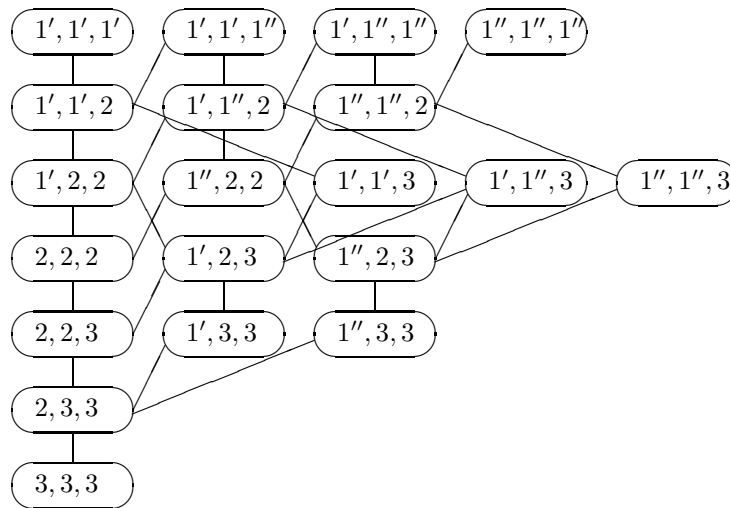 1′, 1′, 1′ 1′, 1′, 1″ 1′, 1″, 1″ 1″, 1″, 1″
1′, 1′, 2 1′, 1″, 2 1″, 1″, 2
1′, 2, 2 1″, 2, 2 1′, 1′, 3 1′, 1″, 3 1″, 1″, 3
2, 2, 2 1′, 2, 3 1″, 2, 3
2, 2, 3 1′, 3, 3 1″, 3, 3
2, 3, 3
3, 3, 3